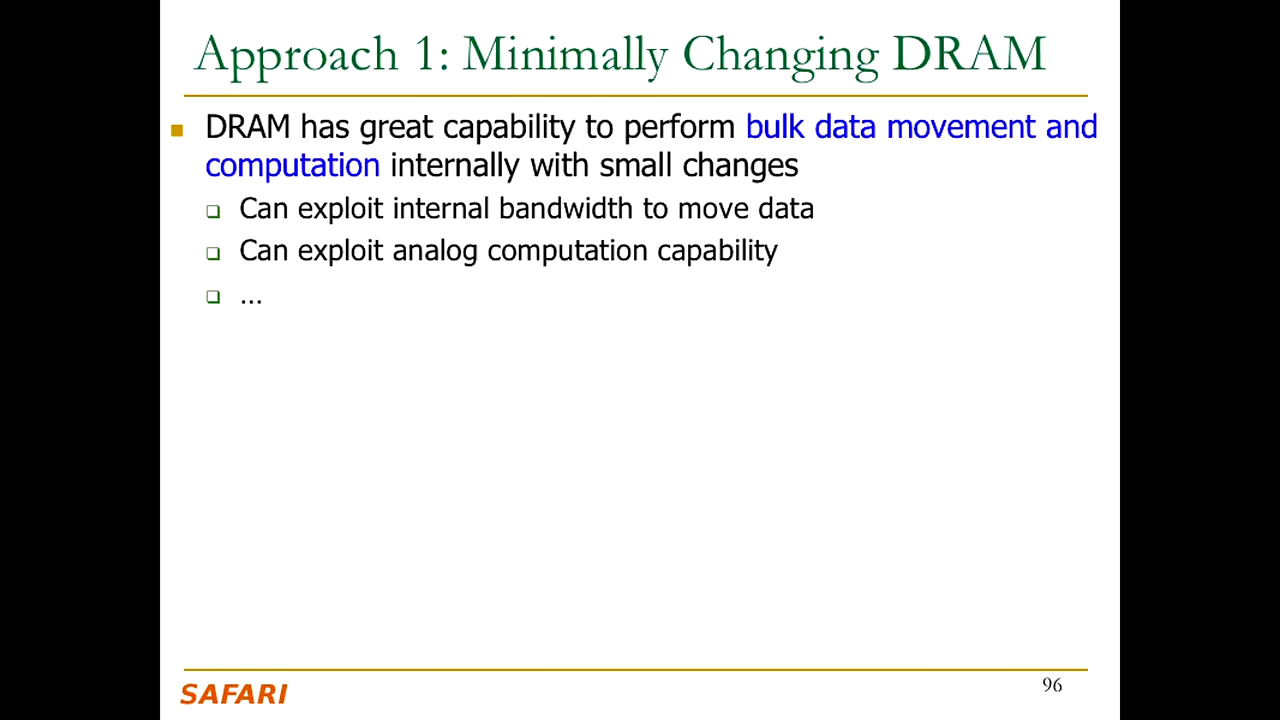 Approach 1: Minimally Changing DRAM
DRAM has great capability to perform bulk data movement and
computation internally with small changes
Can exploit internal bandwidth to move data
Can exploit analog computation capability
...
SAFARI
96